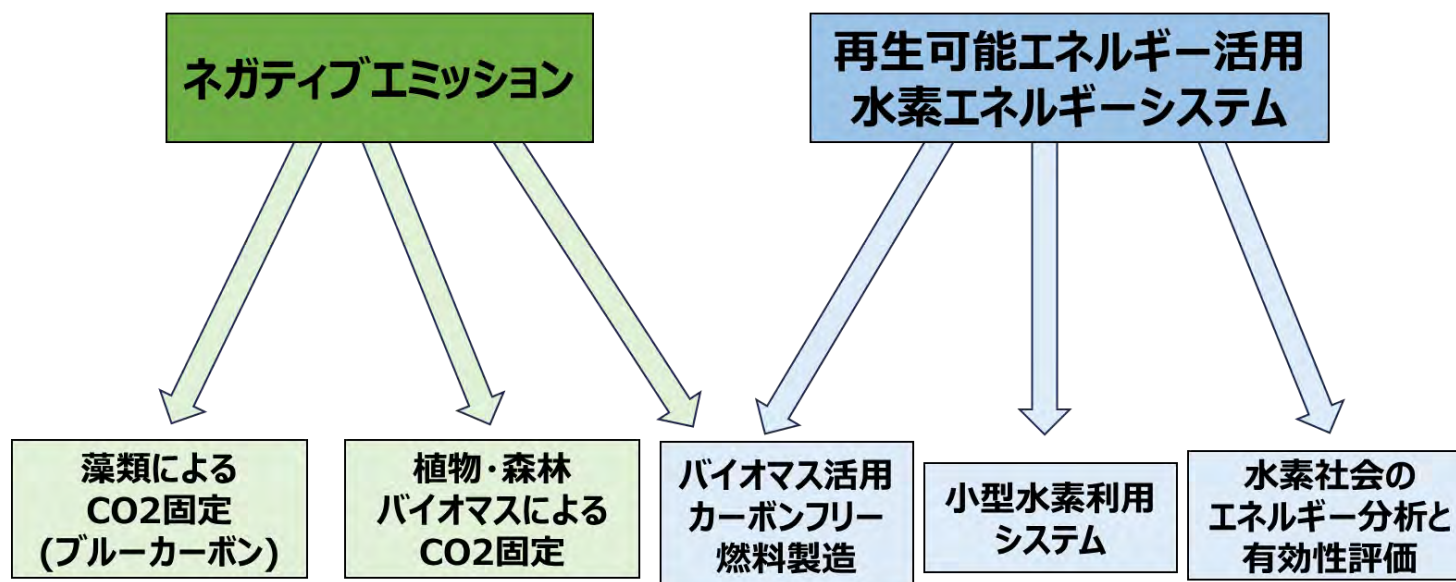 ネガティブエミッション
再生可能エネルギー活用
水素エネルギーシステム
藻類による
CO2固定
(ブルーカーボン)
植物・森林
バイオマスによる
CO2固定
バイオマス活用
カーボンフリー
燃料製造
小型水素利用
システム
水素社会の
エネルギー分析と
有効性評価